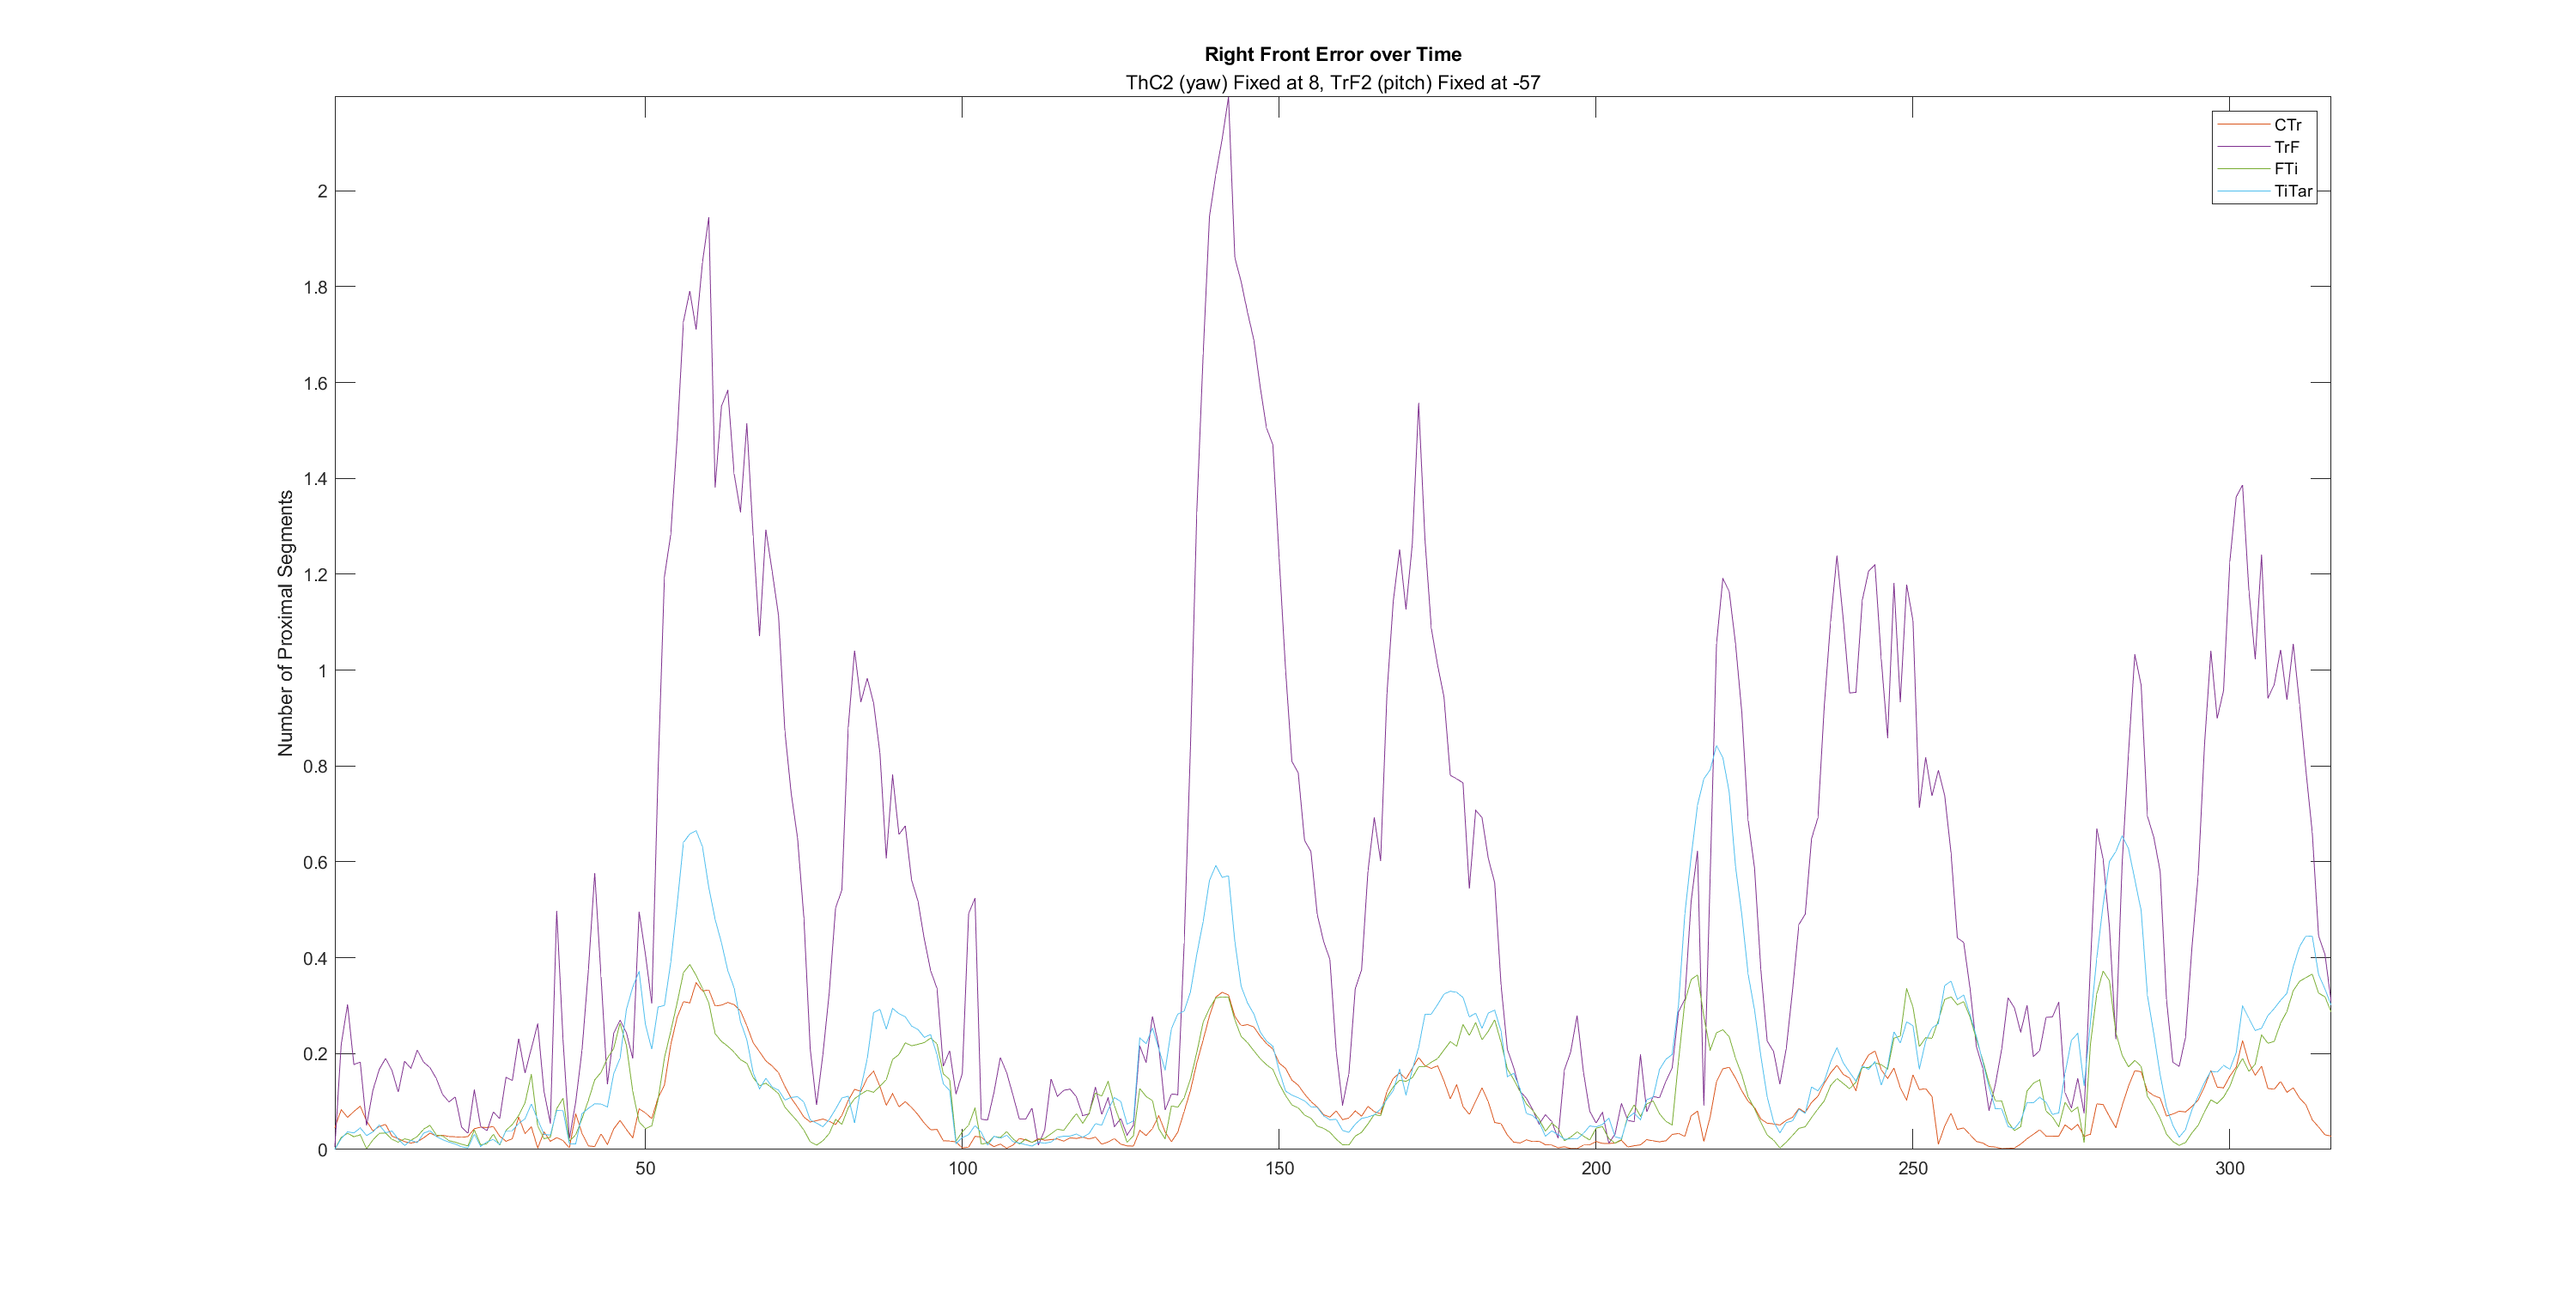 Right Front Error over Time
ThC2 (yaw) Fixed at 8, TrF2 (pitch) Fixed at -57
CTr
TrF
FTi
TiTar
Number of Proximal Segments
2
1.8
1.6
1.4
1.2
1
0.8
0.6
0.4
0.2
0
50
100
150
200
250
300